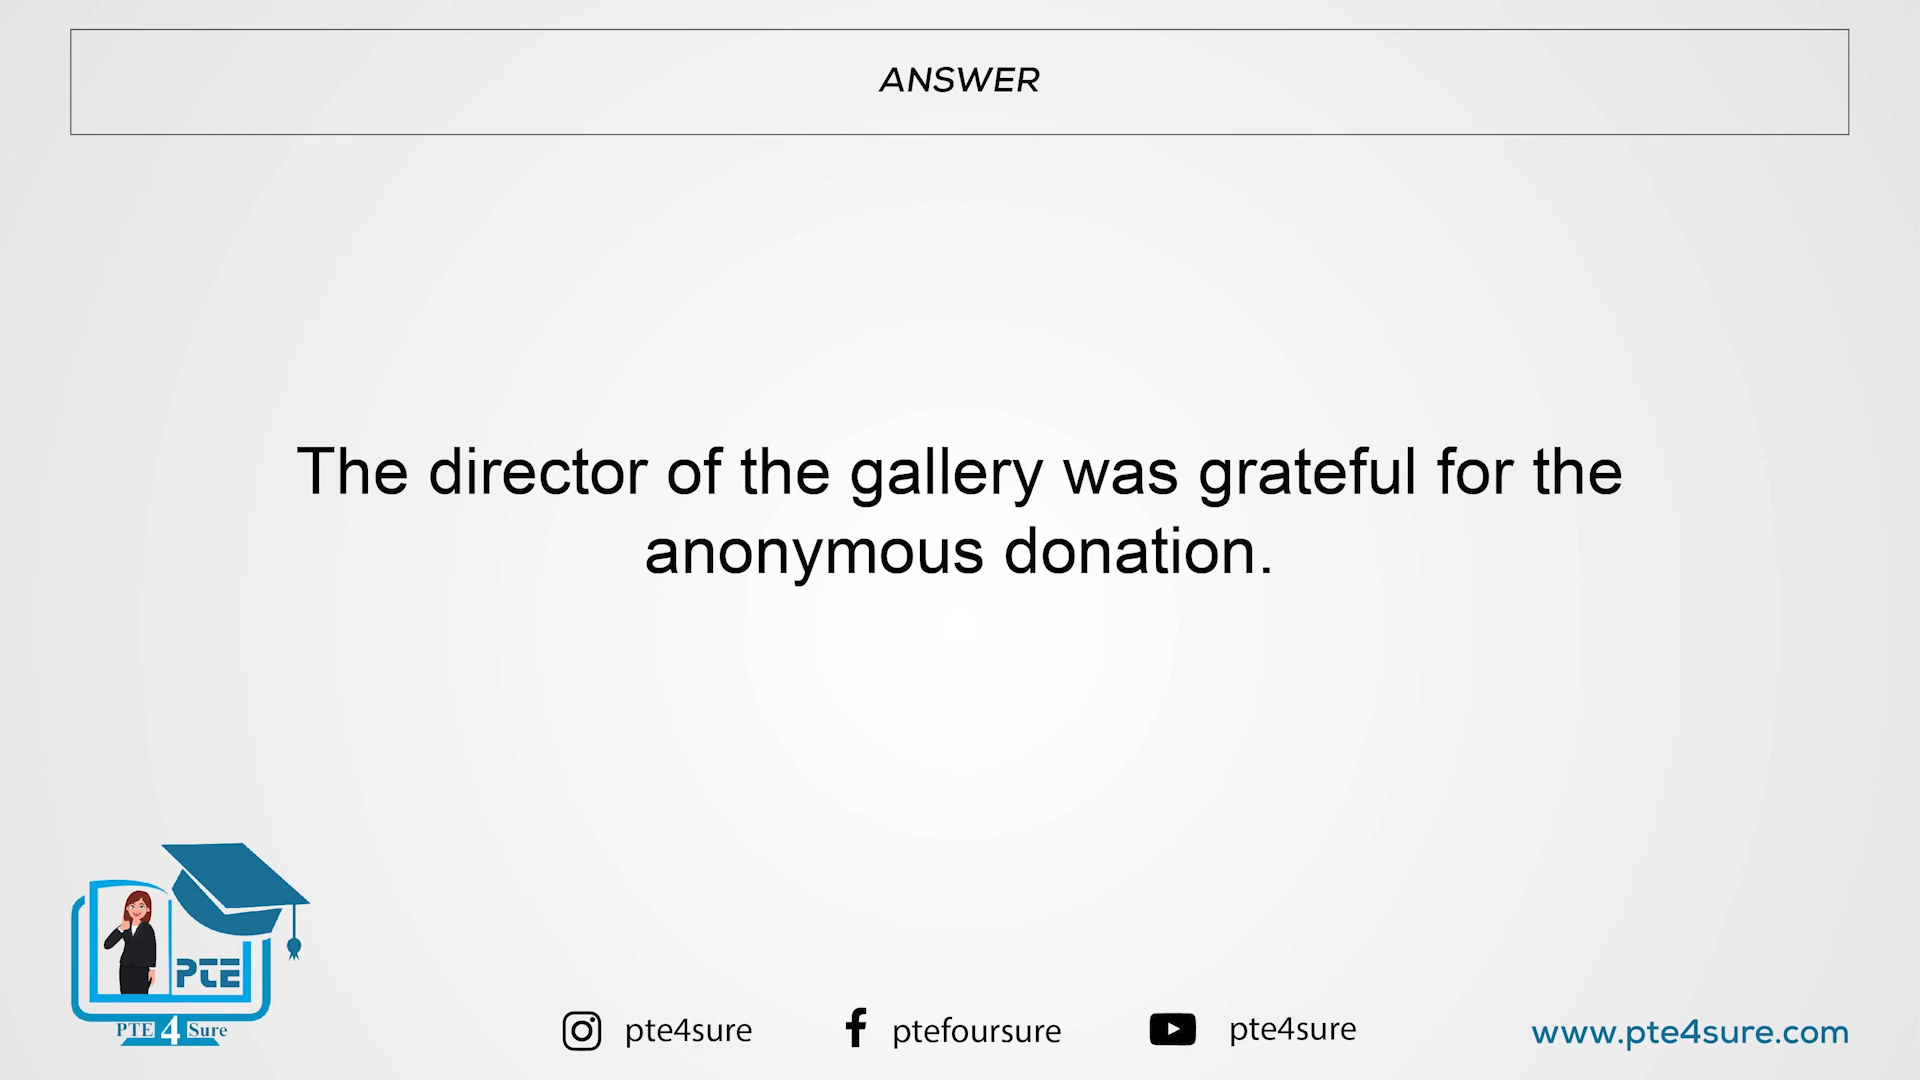 ANSWER
The director of the gallery was grateful for the
anonymous donation.
PTE
PTE 4 Sure
pte4sure
ptefoursure
pte4sure
www.pte4sure.com